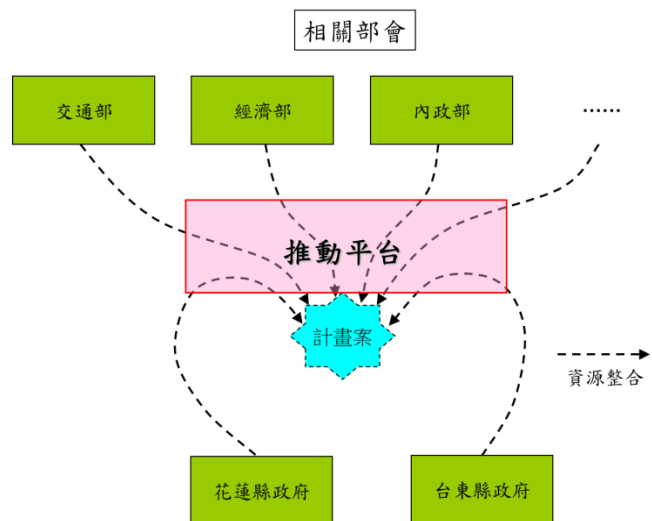 相關部會
交通部
經濟部
內政部
……
推動平台
計畫案
資源整合
花蓮縣政府
台東縣政府